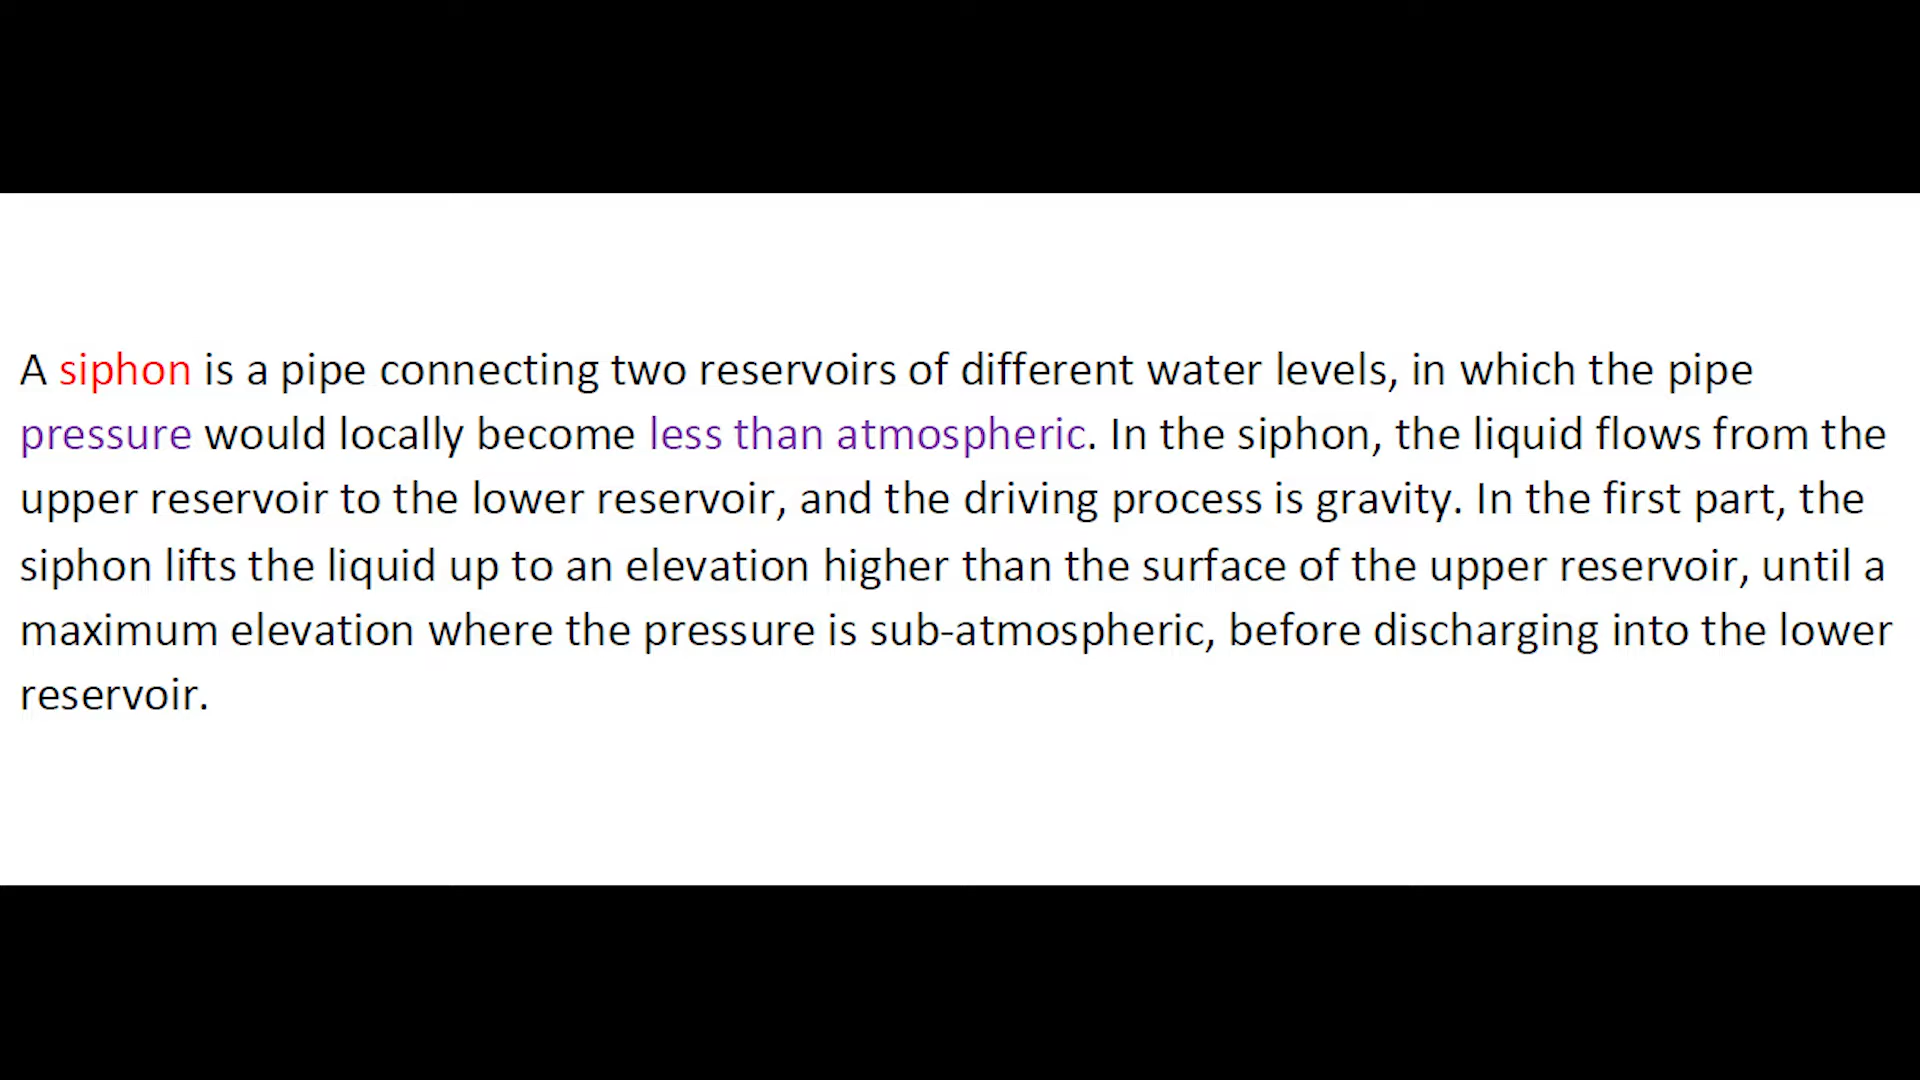 A siphon is a pipe connecting two reservoirs of different water levels, in which the pipe
pressure would locally become less than atmospheric. In the siphon, the liquid flows from the
upper reservoir to the lower reservoir, and the driving process is gravity. In the first part, the
siphon lifts the liquid up to an elevation higher than the surface of the upper reservoir, until a
maximum elevation where the pressure is sub-atmospheric, before discharging into the lower
reservoir.